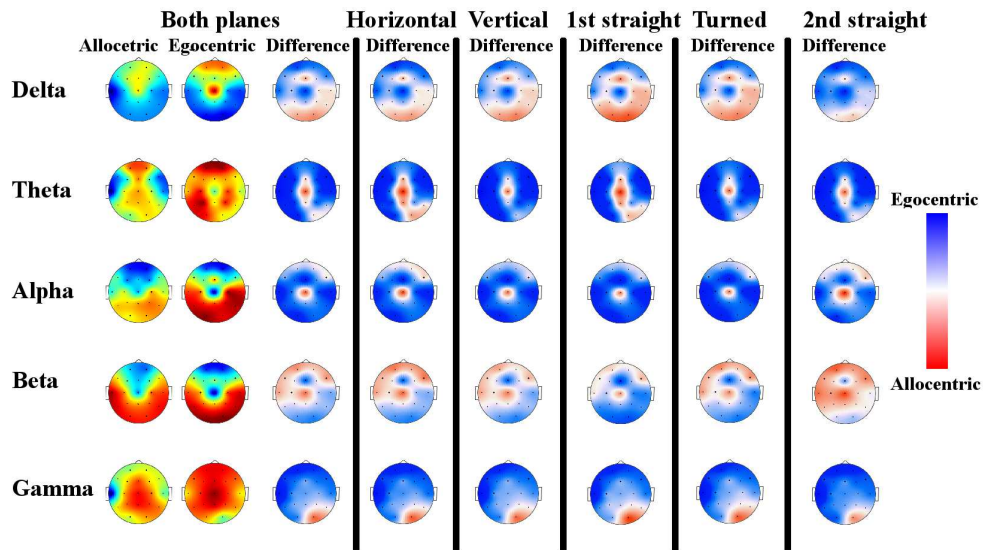 Both planes Horizontal Vertical 1st straight Turned 2nd straight
Allocetric Egocentric Difference Difference Difference Difference Difference Difference
Delta
Theta
Egocentric
Alpha
Beta
Allocentric
Gamma